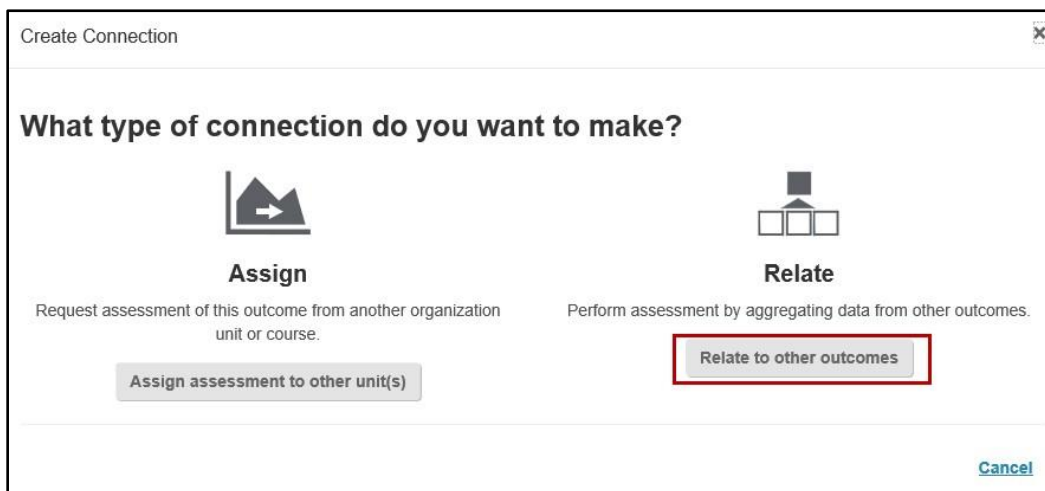 Create Connection
What type of connection do you want to make?
Assign
Request assessment of this outcome from another organization
unit or course.
Assign assessment to other unit(s)
Relate
Perform assessment by aggregating data from other outcomes.
Relate to other outcomes
Cancel